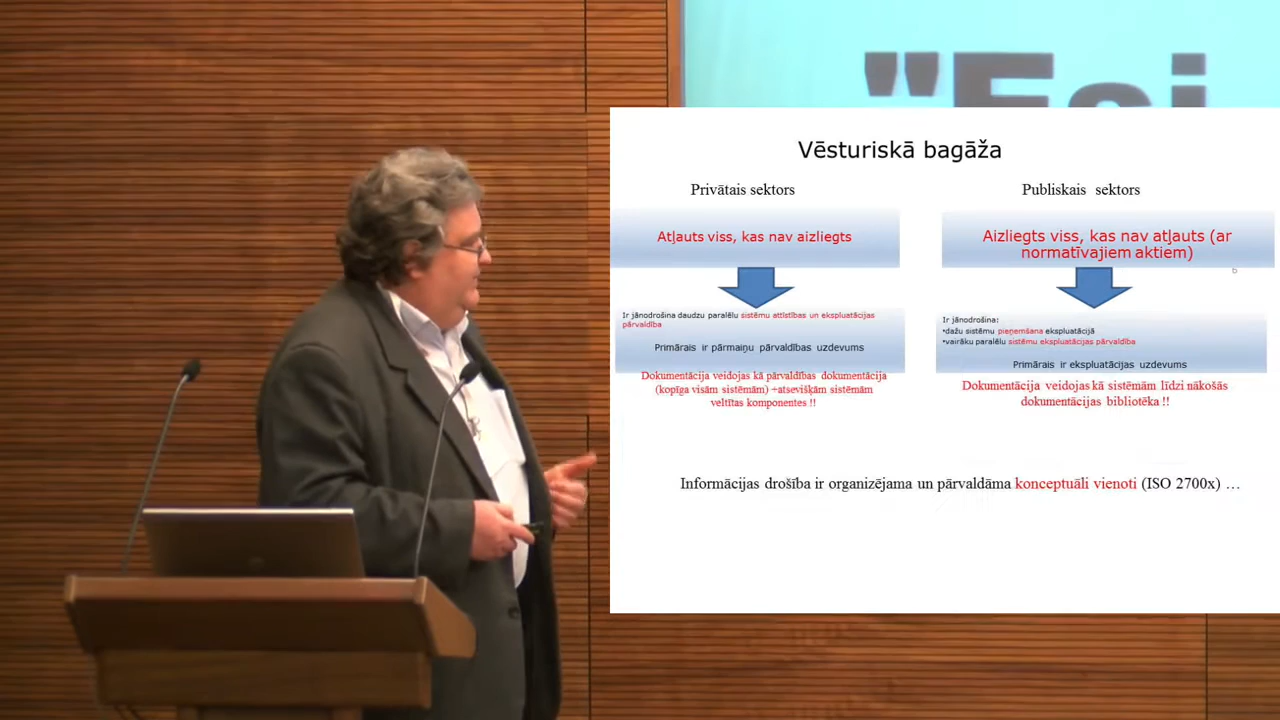 "Esi
Vēsturiskā bagāža
Privātais sektors
Atļauts viss, kas nav aizliegts
Ir jānodrošina daudzu paralēlu sistēmu attīstības un ekspluatācijas
pārvaldība
Primārais ir pārmaiņu pārvaldības uzdevums
Dokumentācija veidojas kā pārvaldības dokumentācija
(kopīga visām sistēmām) +atsevišķām sistēmām
veltītas komponentes !!
Publiskais sektors
Aizliegts viss, kas nav atļauts (ar
normatīvajiem aktiem)
Ir jānodrošina:
•dažu sistēmu pieņemšana ekspluatācijā
•vairāku paralēlu sistēmu ekspluatācijas pārvaldība
Primārais ir ekspluatācijas uzdevums
Dokumentācija veidojas kā sistēmām līdzi nākošās
dokumentācijas bibliotēka !!
Informācijas drošība ir organizējama un pārvaldāma konceptuāli vienoti (ISO 2700x) …